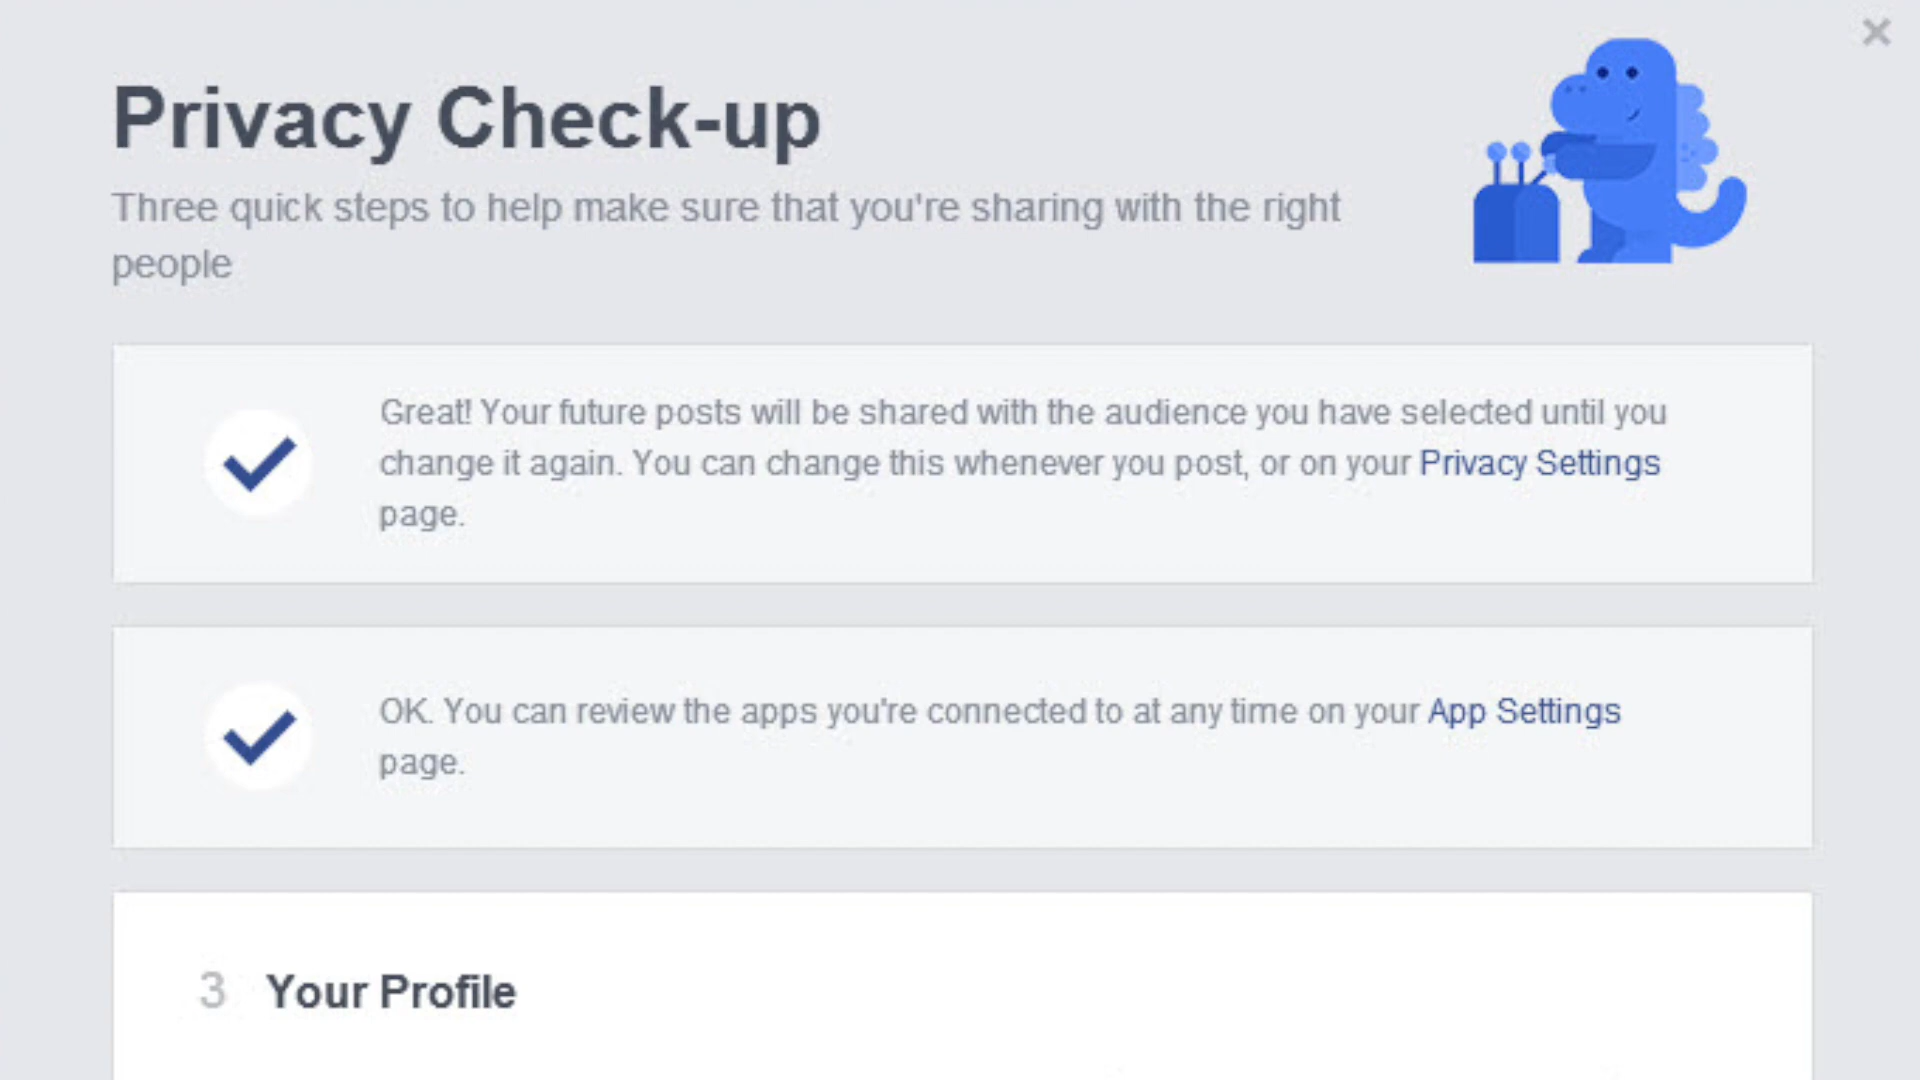 Privacy Check-up
Three quick steps to help make sure that you're sharing with the right
people
Great! Your future posts will be shared with the audience you have selected until you
change it again. You can change this whenever you post, or on your Privacy Settings
page.
OK. You can review the apps you're connected to at any time on your App Settings
page.
3 Your Profile